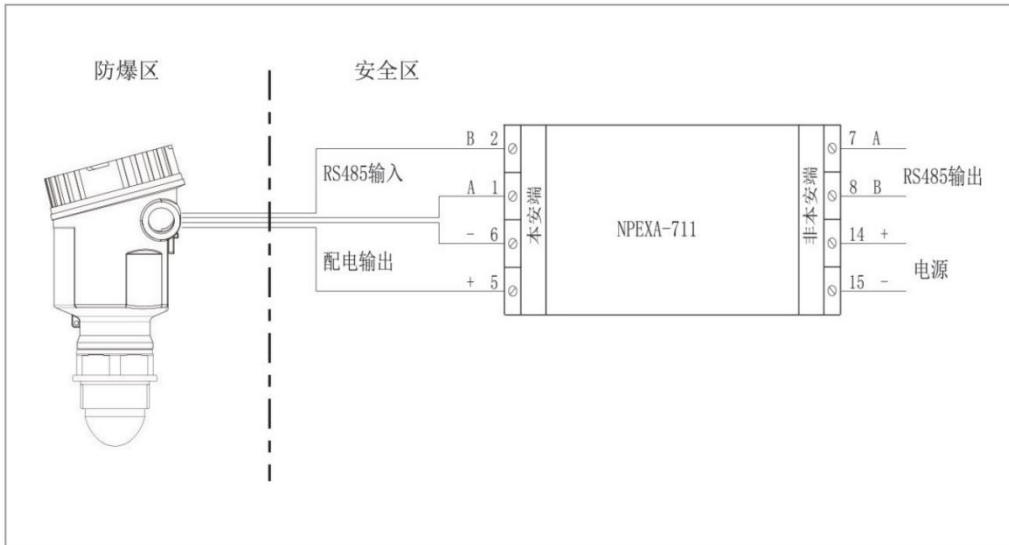 防爆区
安全区
B 2
RS485输入
A 1
- 6
配电输出
+ 5
本安端
NPEXA-711
非本安端
7 A
RS485输出
8 B
14 +
电源
15 -